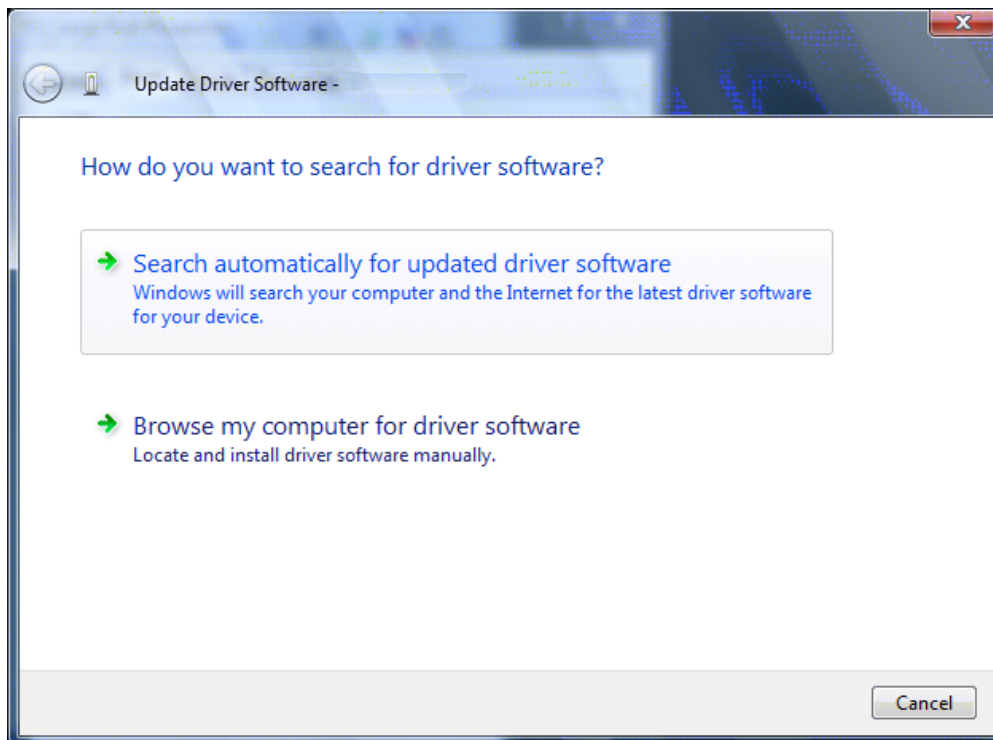 Update Driver Software -
How do you want to search for driver software?
Search automatically for updated driver software
Windows will search your computer and the Internet for the latest driver software
for your device.
Browse my computer for driver software
Locate and install driver software manually.
Cancel